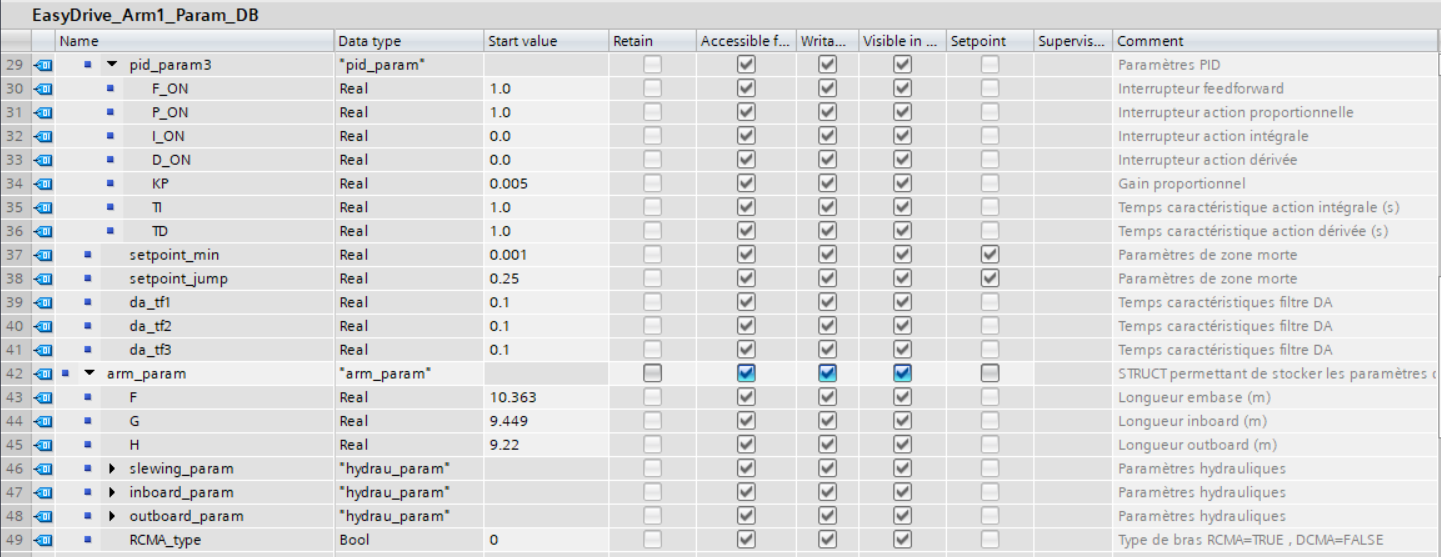 EasyDrive_Arm1_Param_DB
Name Data type Start value Retain Accessible f... Writa... Visible in ... Setpoint Supervis... Comment
29 pid_param3 "pid_param" Paramètres PID
30 F_ON Real 1.0 Interrupteur feedforward
31 P_ON Real 1.0 Interrupteur action proportionnelle
32 I_ON Real 0.0 Interrupteur action intégrale
33 D_ON Real 0.0 Interrupteur action dérivée
34 KP Real 0.005 Gain proportionnel
35 TI Real 1.0 Temps caractéristique action intégrale (s)
36 TD Real 1.0 Temps caractéristique action dérivée (s)
37 setpoint_min Real 0.001 Paramètres de zone morte
38 setpoint_jump Real 0.25 Paramètres de zone morte
39 da_tf1 Real 0.1 Temps caractéristiques filtre DA
40 da_tf2 Real 0.1 Temps caractéristiques filtre DA
41 da_tf3 Real 0.1 Temps caractéristiques filtre DA
42 arm_param "arm_param" STRUCT permettant de stocker les paramètres
43 F Real 10.363 Longueur embase (m)
44 G Real 9.449 Longueur inboard (m)
45 H Real 9.22 Longueur outboard (m)
46 slewing_param "hydrau_param" Paramètres hydrauliques
47 inboard_param "hydrau_param" Paramètres hydrauliques
48 outboard_param "hydrau_param" Paramètres hydrauliques
49 RCMA_type Bool 0 Type de bras RCMA=TRUE , DCMA=FALSE